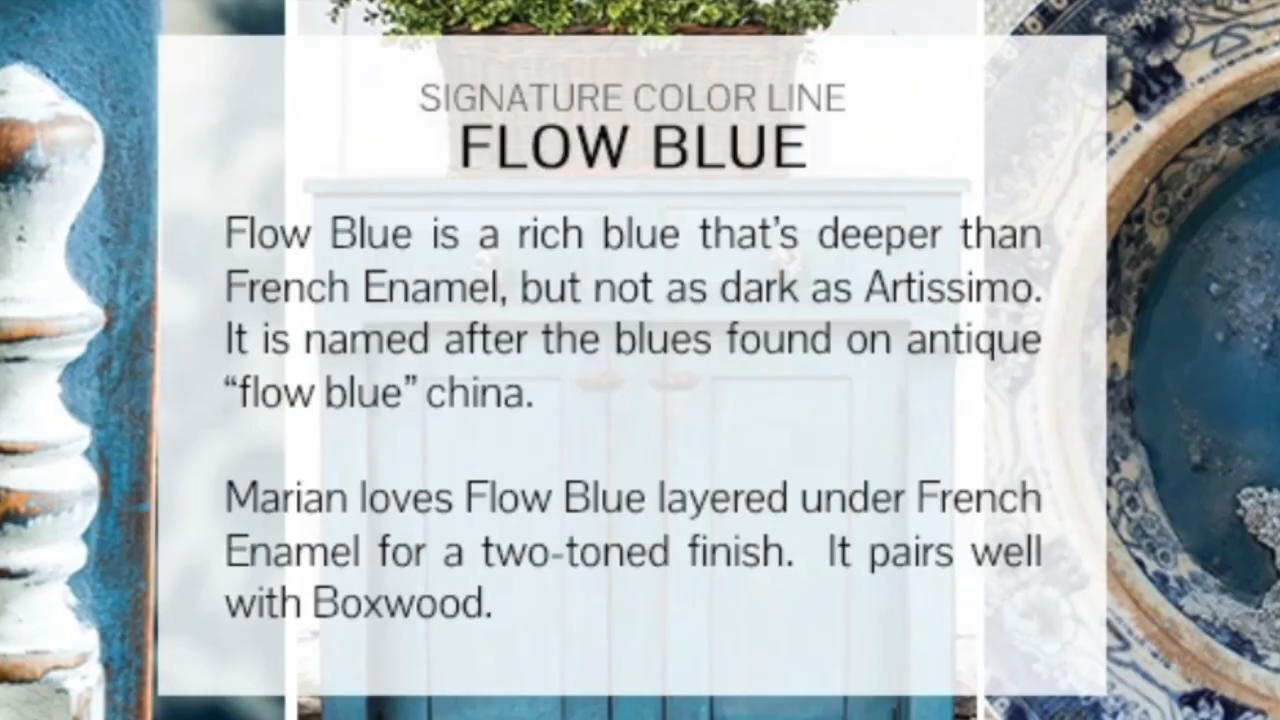 SIGNATURE COLOR LINE
FLOW BLUE
Flow Blue is a rich blue that’s deeper than
French Enamel, but not as dark as Artissimo.
It is named after the blues found on antique
“flow blue” china.
Marian loves Flow Blue layered under French
Enamel for a two-toned finish.  It pairs well
with Boxwood.